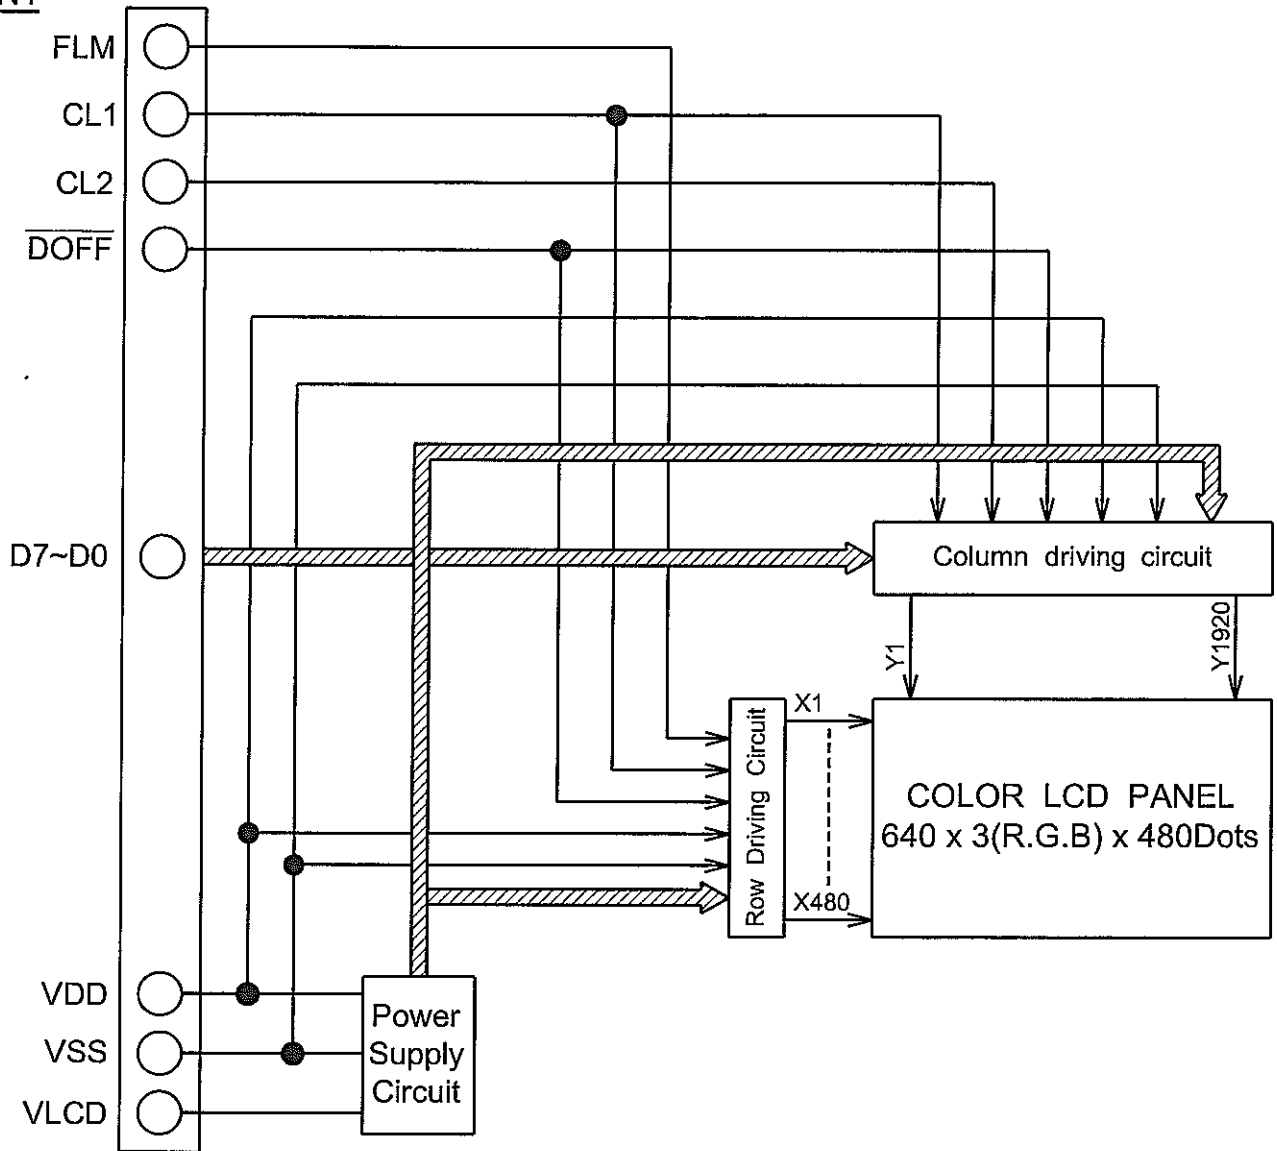 FLM
CL1
CL2
DOFF
D7~D0
Column driving circuit
Y1
Y1920
Row Driving Circuit
X1
X480
COLOR LCD PANEL
640 x 3(R.G.B) x 480Dots
VDD
VSS
VLCD
Power
Supply
Circuit